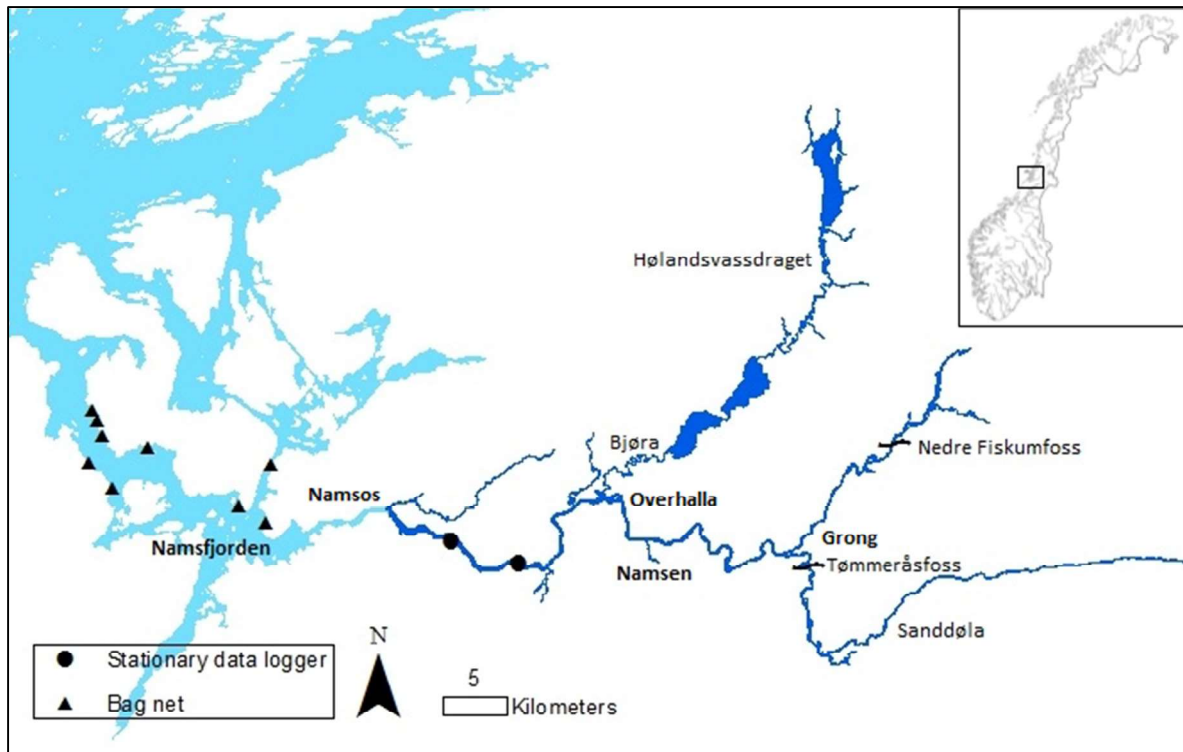 Hølandsvassdraget
Bjøra
Nedre Fiskumfoss
Namsos
Overhalla
Namsfjorden
Grong
Namsen
Tømmeråsfoss
Sanddøla
Stationary data logger
Bag net
N
5
Kilometers